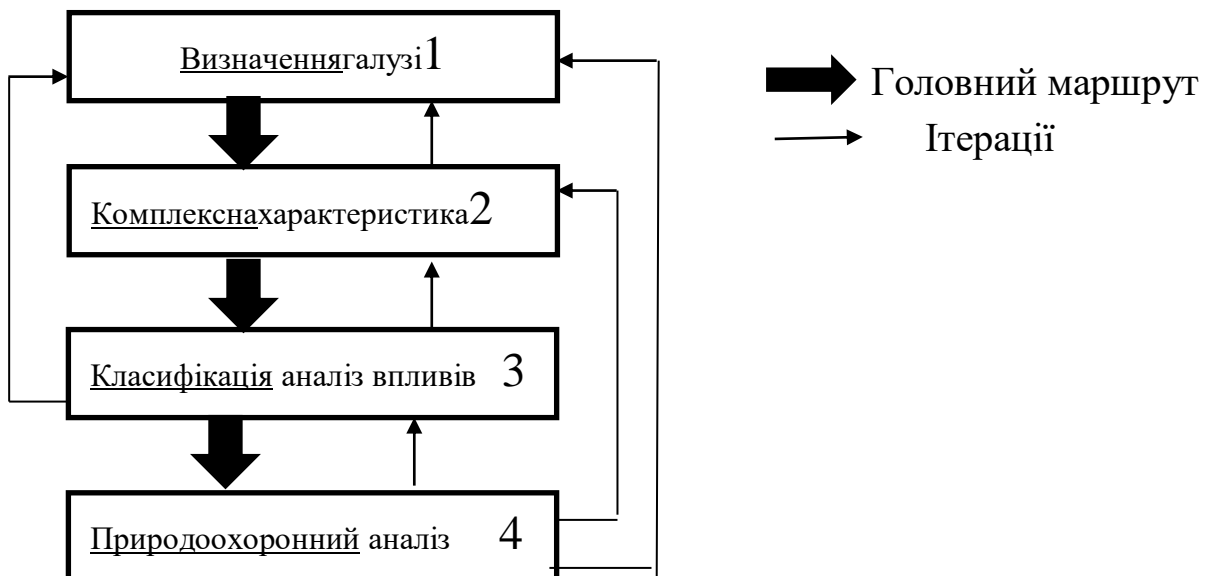 Визначеннягалузі1
Головний маршрут
Ітерації
Комплекснахарактеристика2
Класифікація аналіз впливів 3
Природоохоронний аналіз 4